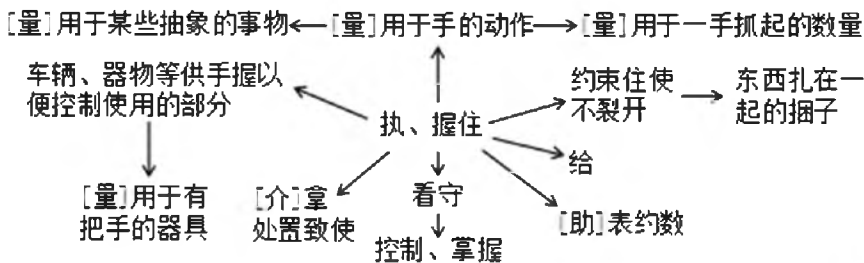 [量]用于某些抽象的事物
[量]用于手的动作
[量]用于一手抓起的数量
车辆、器物等供手握以
便控制使用的部分
约束住使
不裂开
东西扎在一
起的捆子
执、握住
给
[量]用于有
把手的器具
[介]拿
处置致使
看守
[助]表约数
控制、掌握